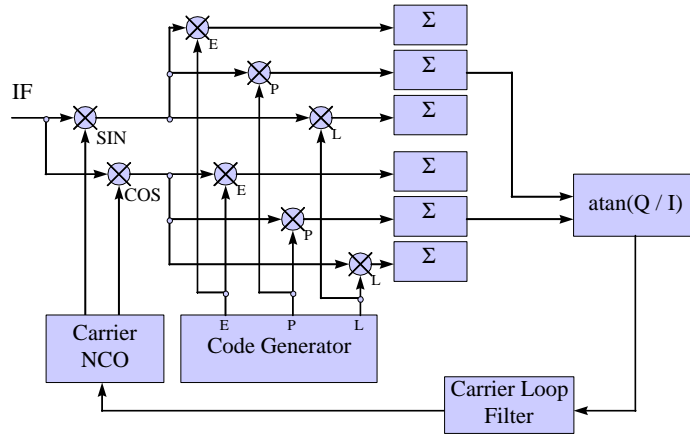 Σ
E
Σ
P
IF
Σ
SIN
L
Σ
E
COS
atan(Q / I)
Σ
P
Σ
L
E P L
Carrier
NCO
Code Generator
Carrier Loop
Filter